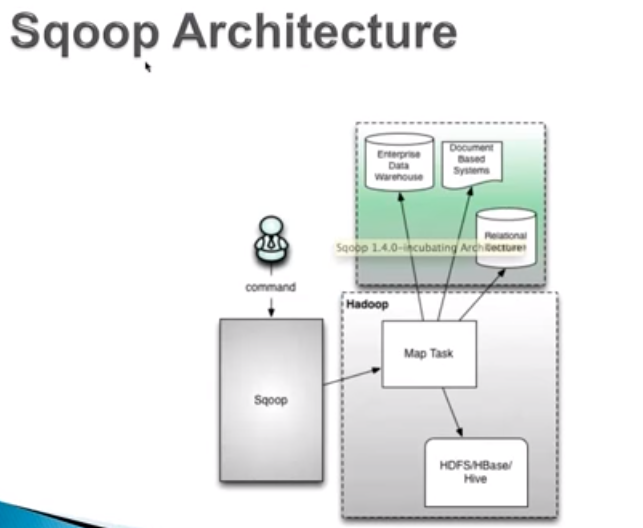 Sqoop Architecture
Enterprise
Data
Warehouse
Document
Based
Systems
Relational
Sqoop 1.4.0-incubating Architecture
command
Hadoop
Map Task
Sqoop
HDFS/HBase/
Hive